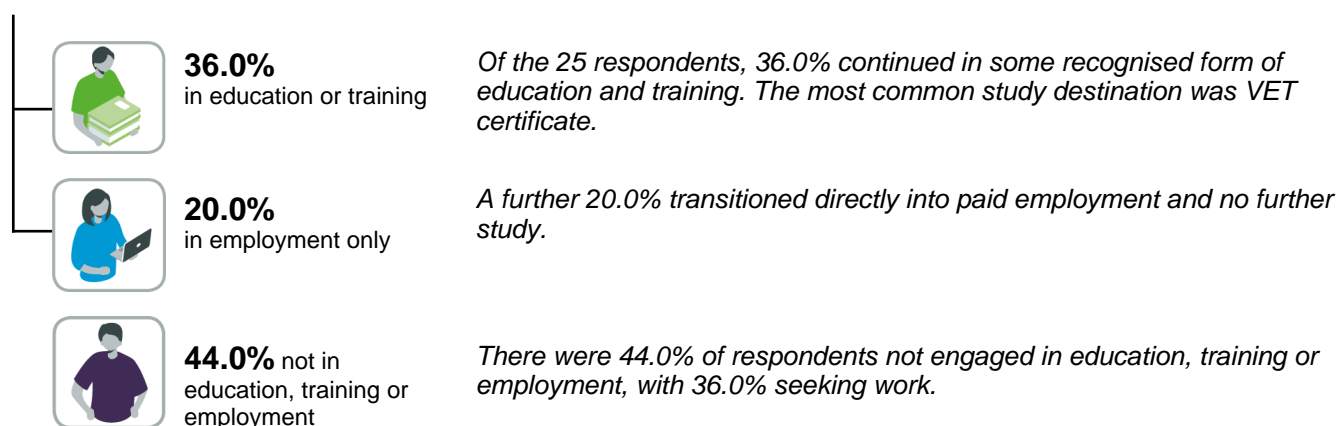 36.0%
in education or training
Of the 25 respondents, 36.0% continued in some recognised form of
education and training. The most common study destination was VET
certificate.
20.0%
in employment only
A further 20.0% transitioned directly into paid employment and no further
study.
44.0% not in
education, training or
employment
There were 44.0% of respondents not engaged in education, training or
employment, with 36.0% seeking work.